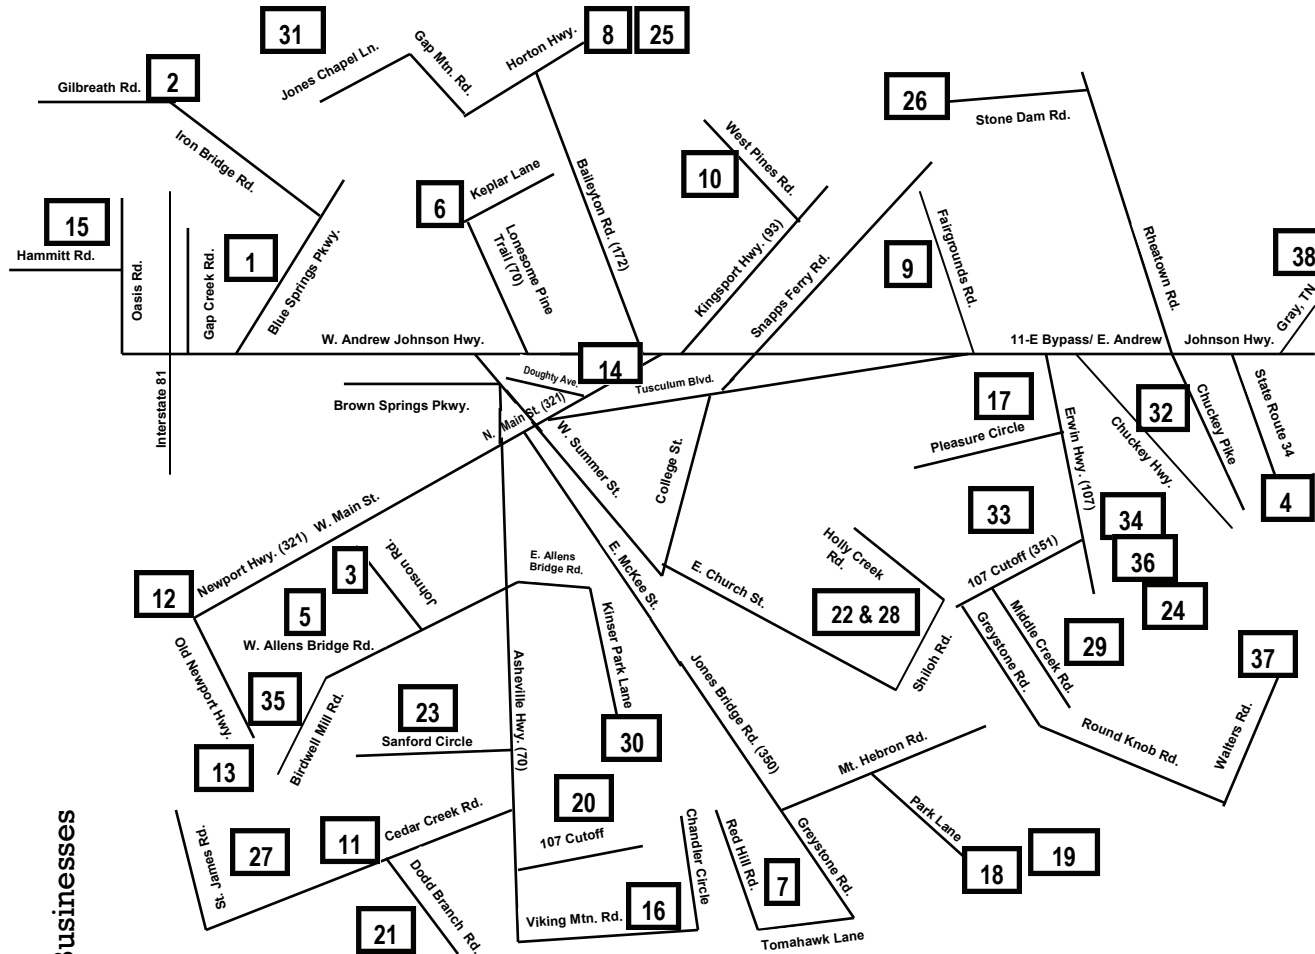 31
Jones Chapel Ln.
Gap Mtn. Rd.
Horton Hwy.
8
25
Gilbreath Rd.
2
Iron Bridge Rd.
26
Stone Dam Rd.
West Pines Rd.
10
Keplar Lane
6
Baileyton Rd. (172)
Lonesome Pine
Trail (70)
Kingsport Hwy. (93)
Snapps Ferry Rd.
Fairgrounds Rd.
9
Rheatown Rd.
38
Gray, TN
15
Hammitt Rd.
Oasis Rd.
Gap Creek Rd.
1
Blue Springs Pkwy.
W. Andrew Johnson Hwy.
11-E Bypass/ E. Andrew
Johnson Hwy.
14
Interstate 81
Brown Springs Pkwy.
Doughty Ave.
Tusculum Blvd.
N. Main St. (321)
W. Summer St.
College St.
17
Pleasure Circle
Erwin Hwy. (107)
32
Chuckey Hwy.
Chuckey Pike
State Route 34
4
Newport Hwy. (321)
W. Main St.
33
34
36
24
107 Cutoff (351)
12
3
Johnson Rd.
5
W. Allens Bridge Rd.
E. Allens
Bridge Rd.
E. McKee St.
E. Church St.
Holly Creek
Rd.
22 & 28
Shiloh Rd.
Greystone Rd.
Middle Creek Rd.
29
37
Walters Rd.
Round Knob Rd.
Old Newport Hwy.
35
Birdwell Mill Rd.
13
23
Sanford Circle
Asheville Hwy. (70)
Kinser Park Lane
30
Jones Bridge Rd. (350)
Mt. Hebron Rd.
Park Lane
18
19
20
107 Cutoff
Chandler Circle
Red Hill Rd.
7
Greystone Rd.
Tomahawk Lane
Viking Mtn. Rd.
16
St. James Rd.
27
11
Cedar Creek Rd.
Dodd Branch Rd.
21
Businesses